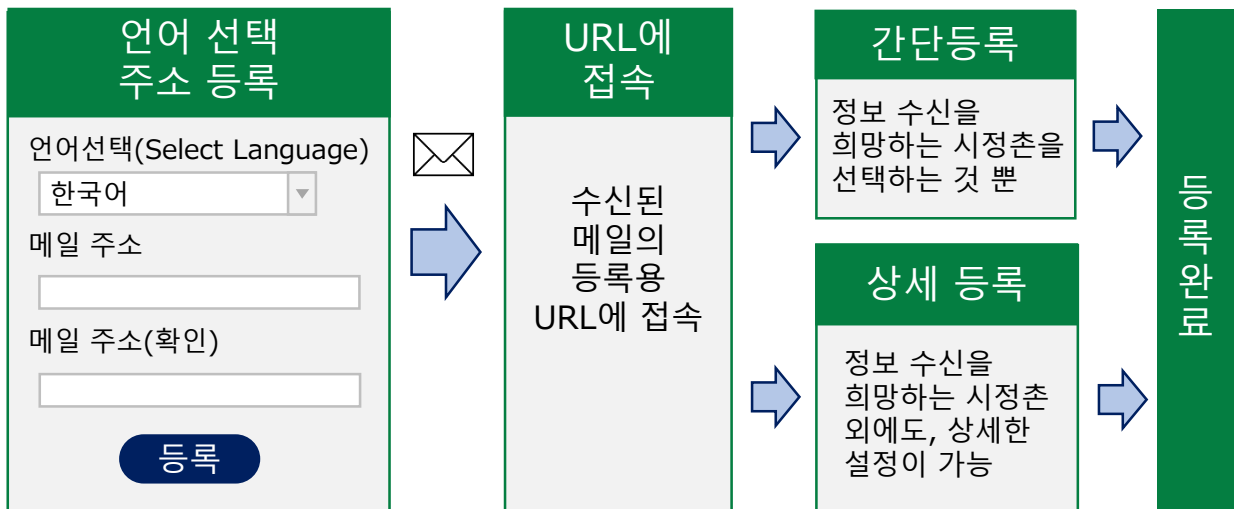 언어 선택
주소 등록
언어선택(Select Language)
한국어
메일 주소
메일 주소(확인)
등록
URL에
접속
수신된
메일의
등록용
URL에 접속
간단등록
정보 수신을
희망하는 시정촌을
선택하는 것 뿐
상세 등록
정보 수신을
희망하는 시정촌
외에도, 상세한
설정이 가능
등록완료